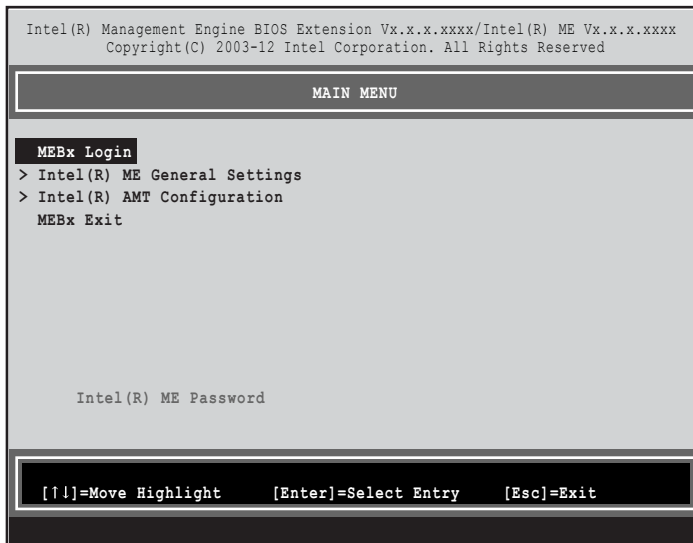 Intel(R) Management Engine BIOS Extension Vx.x.x.xxxx/Intel(R) ME Vx.x.x.xxxx
Copyright(C) 2003-12 Intel Corporation. All Rights Reserved
MAIN MENU
MEBx Login
> Intel(R) ME General Settings
> Intel(R) AMT Configuration
MEBx Exit
Intel(R) ME Password
[↑↓]=Move Highlight [Enter]=Select Entry [Esc]=Exit